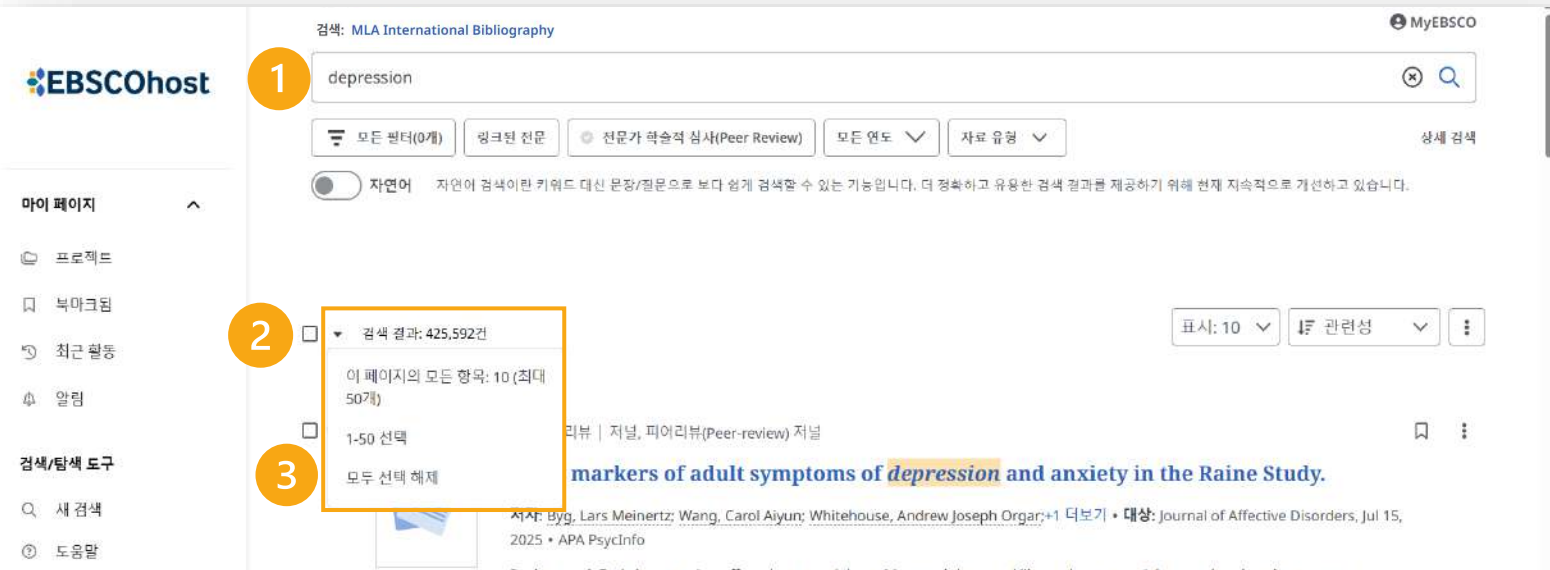 검색: MLA International Bibliography
MyEBSCO
EBSCOhost
1
depression
모든 필터(0개)
링크된 전문
전문가 학술적 심사(Peer Review)
모든 연도
자료 유형
상세 검색
자연어
자연어 검색이란 키워드 대신 문장/질문으로 보다 쉽게 검색할 수 있는 기능입니다. 더 정확하고 유용한 검색 결과를 제공하기 위해 현재 지속적으로 개선하고 있습니다.
마이 페이지
프로젝트
북마크됨
최근 활동
알림
검색/탐색 도구
새 검색
도움말
2
검색 결과: 425,592건
표시: 10
관련성
이 페이지의 모든 항목: 10 (최대
50개)
1-50 선택
모두 선택 해제
3
리뷰 | 저널, 피어리뷰(Peer-review) 저널
markers of adult symptoms of depression and anxiety in the Raine Study.
저자: Byg, Lars Meinertz; Wang, Carol Aiyun; Whitehouse, Andrew Joseph Orgar;+1 더보기 • 대상: Journal of Affective Disorders, Jul 15,
2025 • APA PsycInfo